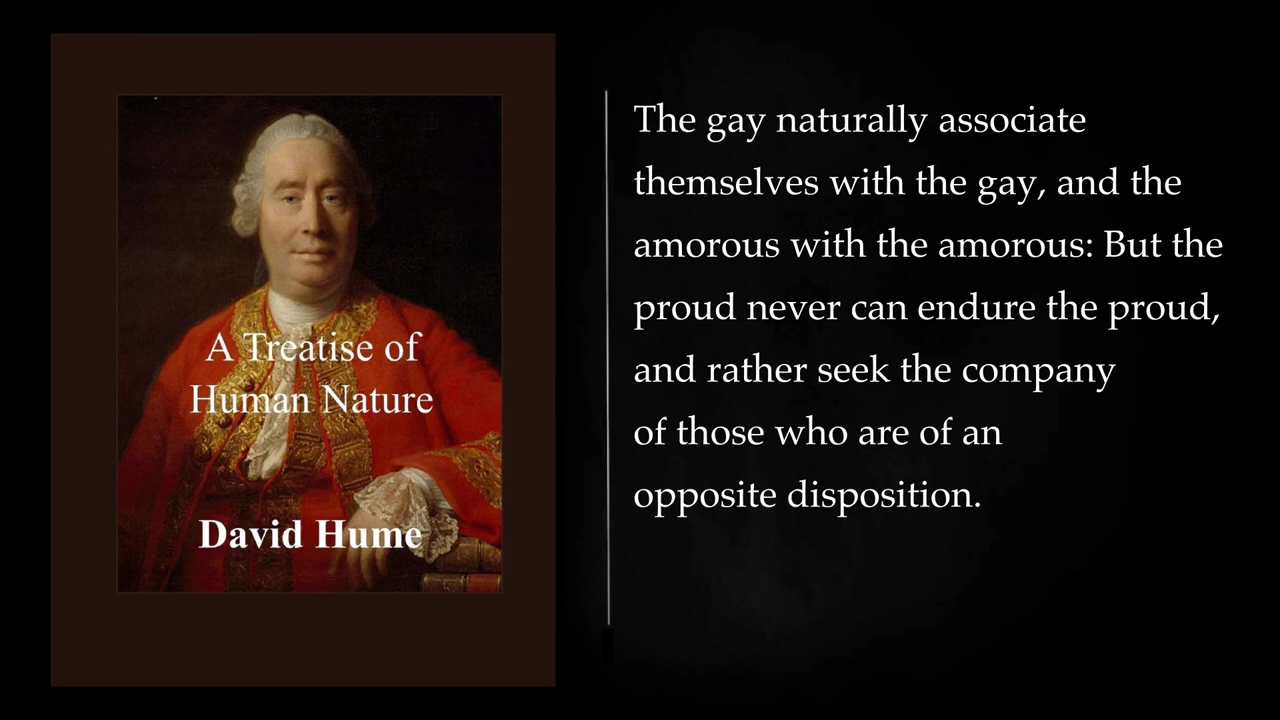 A Treatise of
Human Nature
David Hume
The gay naturally associate
themselves with the gay, and the
amorous with the amorous: But the
proud never can endure the proud,
and rather seek the company
of those who are of an
opposite disposition.